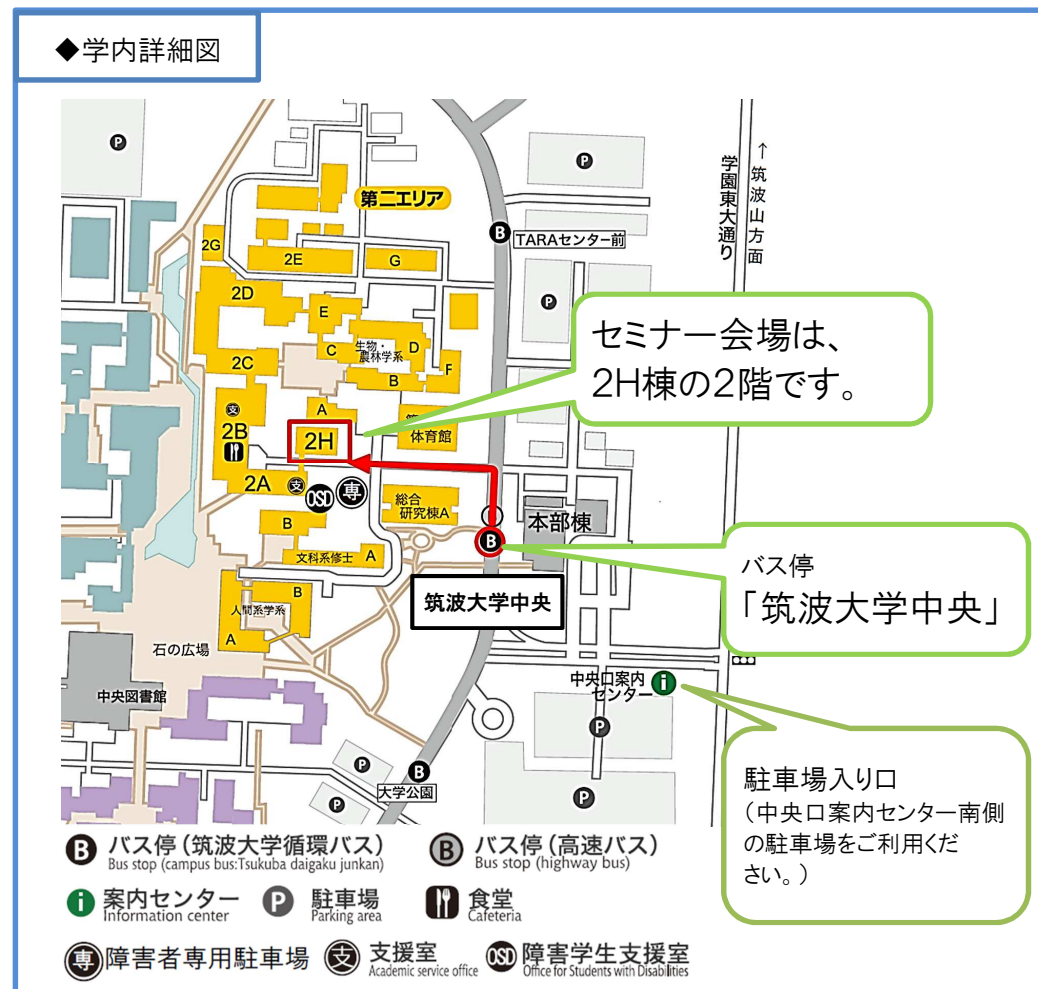 ◆学内詳細図
P
第二エリア
P
学園東大通り
↑筑波山方面
B
TARAセンター前
2G
2E
G
2D
P
E
セミナー会場は、
2H棟の2階です。
生物・
農林学系
C
D
2C
B
F
支
A
2B
体育館
2H
2A
支
OSD
専
総合
研究棟A
B
本部棟
B
文科系修士
A
バス停
「筑波大学中央」
筑波大学中央
B
人間系学系
A
石の広場
中央口案内
センター
i
中央図書館
P
駐車場入り口
(中央口案内センター南側
の駐車場をご利用くだ
さい。)
P
B
大学公園
P
P
B バス停(筑波大学循環バス)
Bus stop (campus bus:Tsukuba daigaku junkan)
B バス停(高速バス)
Bus stop (highway bus)
i 案内センター
Information center
P 駐車場
Parking area
食堂
Cafeteria
専 障害者専用駐車場
支 支援室
Academic service office
OSD 障害学生支援室
Office for Students with Disabilities